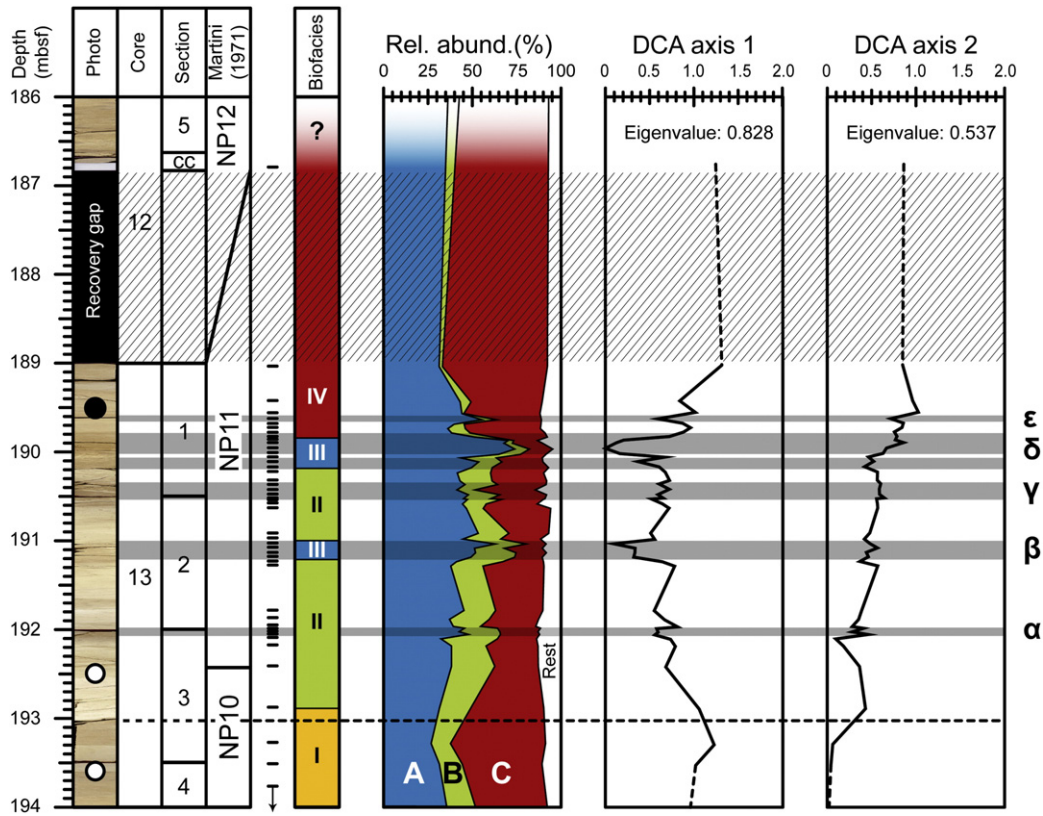 Depth
(mbsf)
Photo
Core
Section
Martini
(1971)
Biofacies
Rel. abund.(%)
DCA axis 1
DCA axis 2
0 25 50 75 100
0 0.5 1.0 1.5 2.0
0 0.5 1.0 1.5 2.0
Eigenvalue: 0.828
Eigenvalue: 0.537
186
187
188
189
190
191
192
193
194
Recovery gap
12
13
5
CC
1
2
3
4
NP12
NP11
NP10
?
IV
III
II
III
II
I
A B C
Rest
ε
δ
γ
β
α